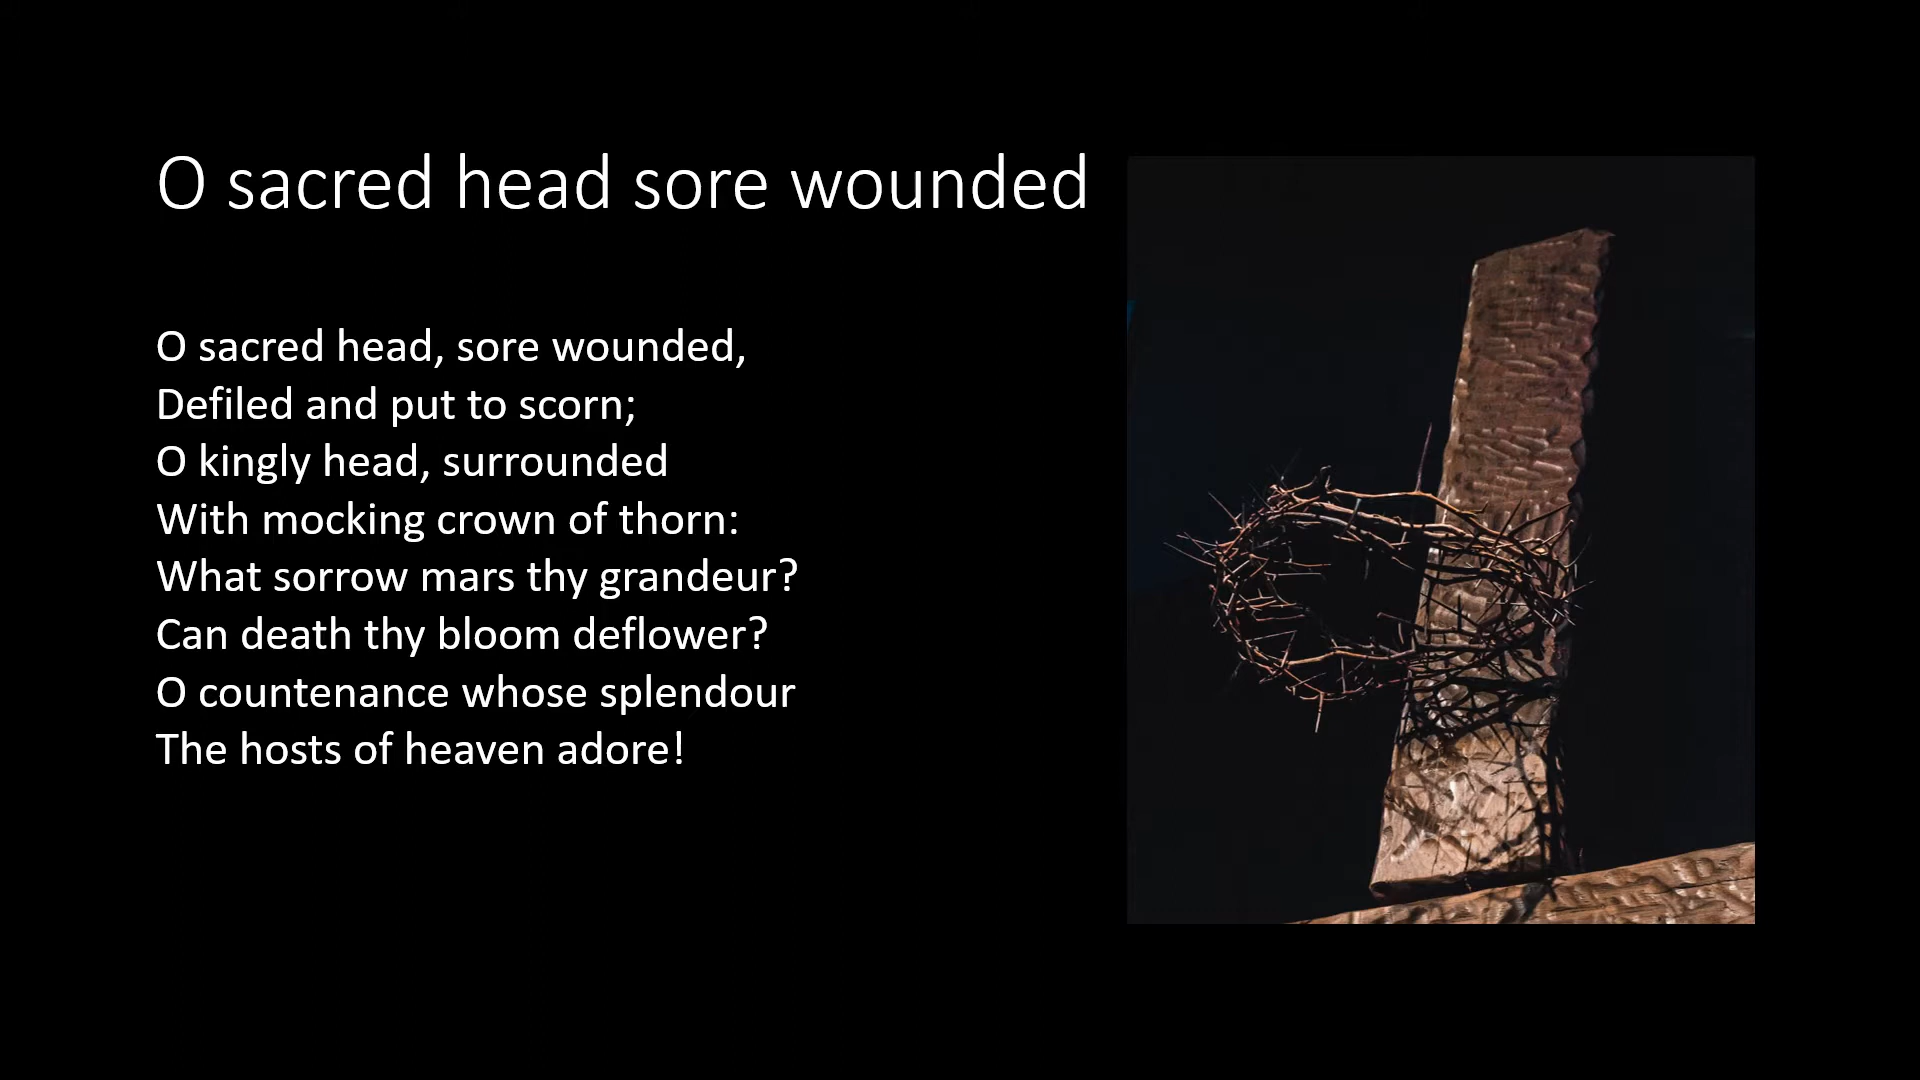 O sacred head sore wounded
O sacred head, sore wounded,
Defiled and put to scorn;
O kingly head, surrounded
With mocking crown of thorn:
What sorrow mars thy grandeur?
Can death thy bloom deflower?
O countenance whose splendour
The hosts of heaven adore!